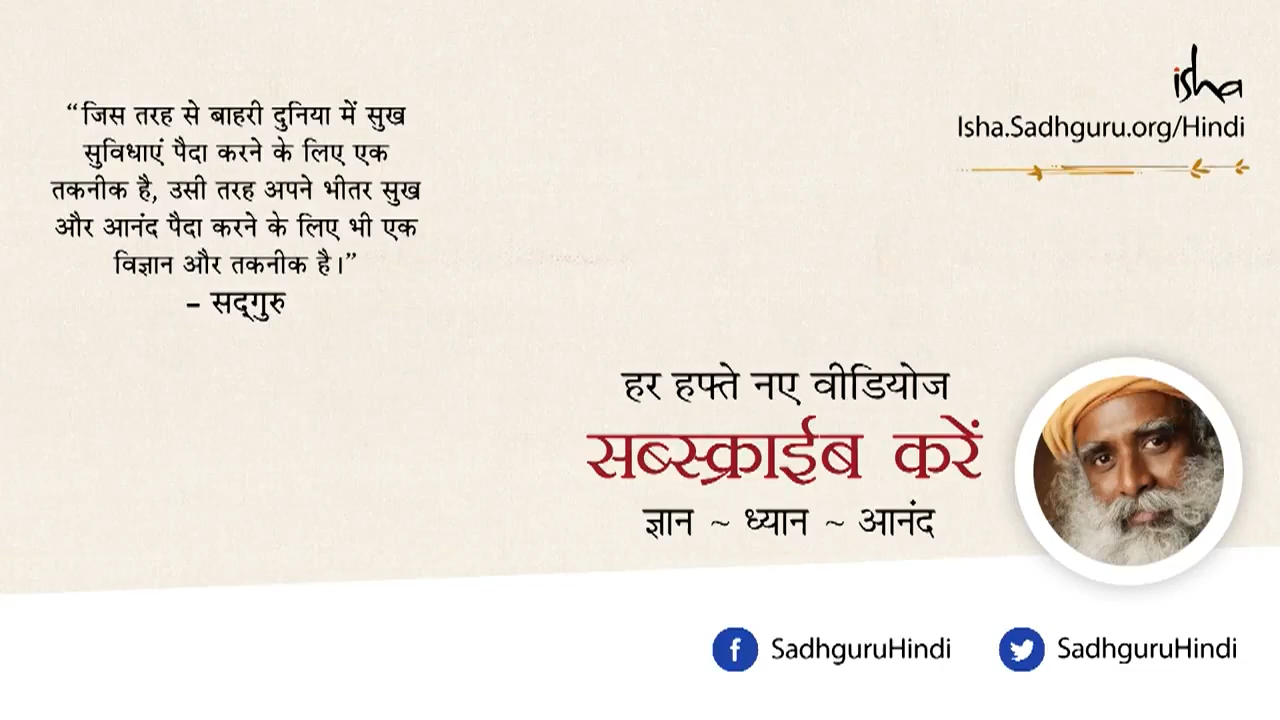 “जिस तरह से बाहरी दुनिया में सुख
सुविधाएं पैदा करने के लिए एक
तकनीक है, उसी तरह अपने भीतर सुख
और आनंद पैदा करने के लिए भी एक
विज्ञान और तकनीक है।”
– सद्‌गुरु
isha
Isha.Sadhguru.org/Hindi
हर हफ्ते नए वीडियोज
सब्स्क्राईब करें
ज्ञान ~ ध्यान ~ आनंद
SadhguruHindi
SadhguruHindi